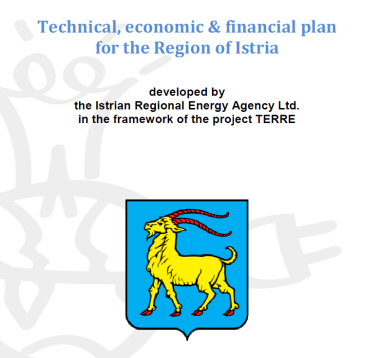 Technical, economic & financial plan
for the Region of Istria
developed by
the Istrian Regional Energy Agency Ltd.
in the framework of the project TERRE